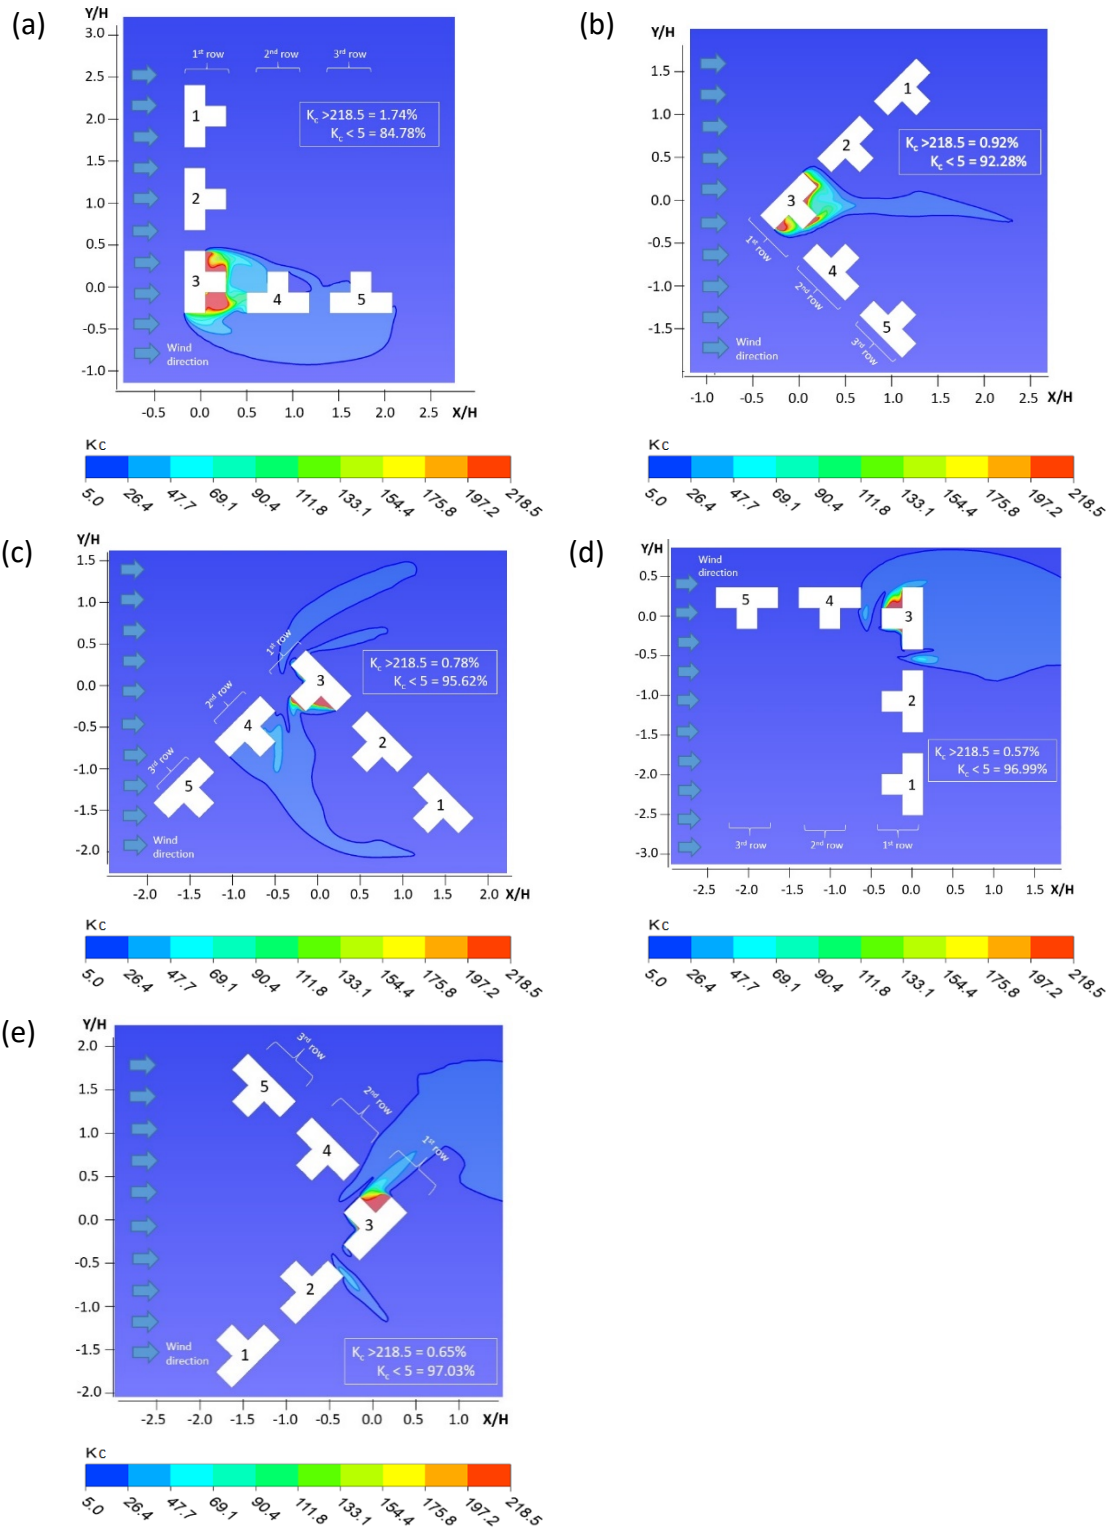 (a)
Y/H
3.0
2.5
2.0
1.5
1.0
0.5
0.0
-0.5
-1.0
1st row 2nd row 3rd row
Kc >218.5 = 1.74%
Kc < 5 = 84.78%
1
2
3
4
5
Wind
direction
-0.5 0.0 0.5 1.0 1.5 2.0 2.5 X/H
Kc
5.0 26.4 47.7 69.1 90.4 111.8 133.1 154.4 175.8 197.2 218.5
(b)
Y/H
1.5
1.0
0.5
0.0
-0.5
-1.0
-1.5
1
2
3
4
5
Kc >218.5 = 0.92%
Kc < 5 = 92.28%
1st row
2nd row
3rd row
Wind
direction
-1.0 -0.5 0.0 0.5 1.0 1.5 2.0 2.5 X/H
Kc
5.0 26.4 47.7 69.1 90.4 111.8 133.1 154.4 175.8 197.2 218.5
(c)
Y/H
1.5
1.0
0.5
0.0
-0.5
-1.0
-1.5
-2.0
1st row
2nd row
3rd row
Kc >218.5 = 0.78%
Kc < 5 = 95.62%
3
4
2
5
1
Wind
direction
-2.0 -1.5 -1.0 -0.5 0.0 0.5 1.0 1.5 2.0 X/H
Kc
5.0 26.4 47.7 69.1 90.4 111.8 133.1 154.4 175.8 197.2 218.5
(d)
Y/H
0.5
0.0
-0.5
-1.0
-1.5
-2.0
-2.5
-3.0
Wind
direction
5
4
3
2
1
Kc >218.5 = 0.57%
Kc < 5 = 96.99%
3rd row 2nd row 1st row
-2.5 -2.0 -1.5 -1.0 -0.5 0.0 0.5 1.0 1.5 X/H
Kc
5.0 26.4 47.7 69.1 90.4 111.8 133.1 154.4 175.8 197.2 218.5
(e)
Y/H
2.0
1.5
1.0
0.5
0.0
-0.5
-1.0
-1.5
-2.0
3rd row
2nd row
1st row
5
4
3
2
1
Wind
direction
Kc >218.5 = 0.65%
Kc < 5 = 97.03%
-2.5 -2.0 -1.5 -1.0 -0.5 0.0 0.5 1.0 X/H
Kc
5.0 26.4 47.7 69.1 90.4 111.8 133.1 154.4 175.8 197.2 218.5